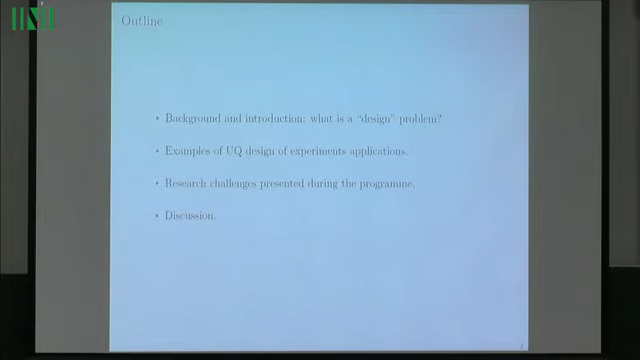 Outline
• Background and introduction: what is a "design" problem?
• Examples of UQ design of experiments applications.
• Research challenges presented during the programme.
• Discussion.
2